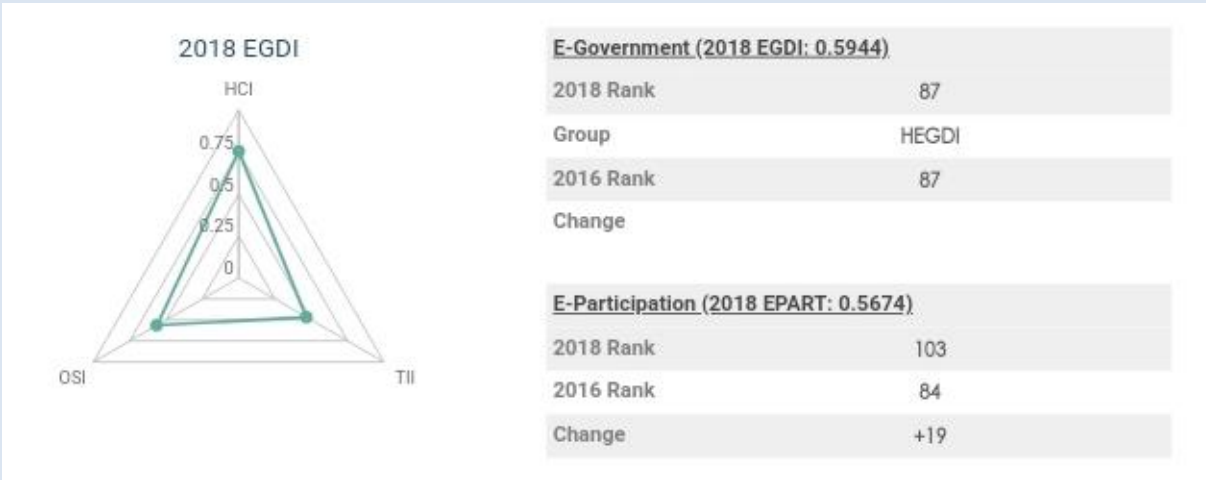 2018 EGDI
HCI
0.75
0.5
0.25
0
OSI
TII
E-Government (2018 EGDI: 0.5944)
2018 Rank 87
Group HEGDI
2016 Rank 87
Change
E-Participation (2018 EPART: 0.5674)
2018 Rank 103
2016 Rank 84
Change +19